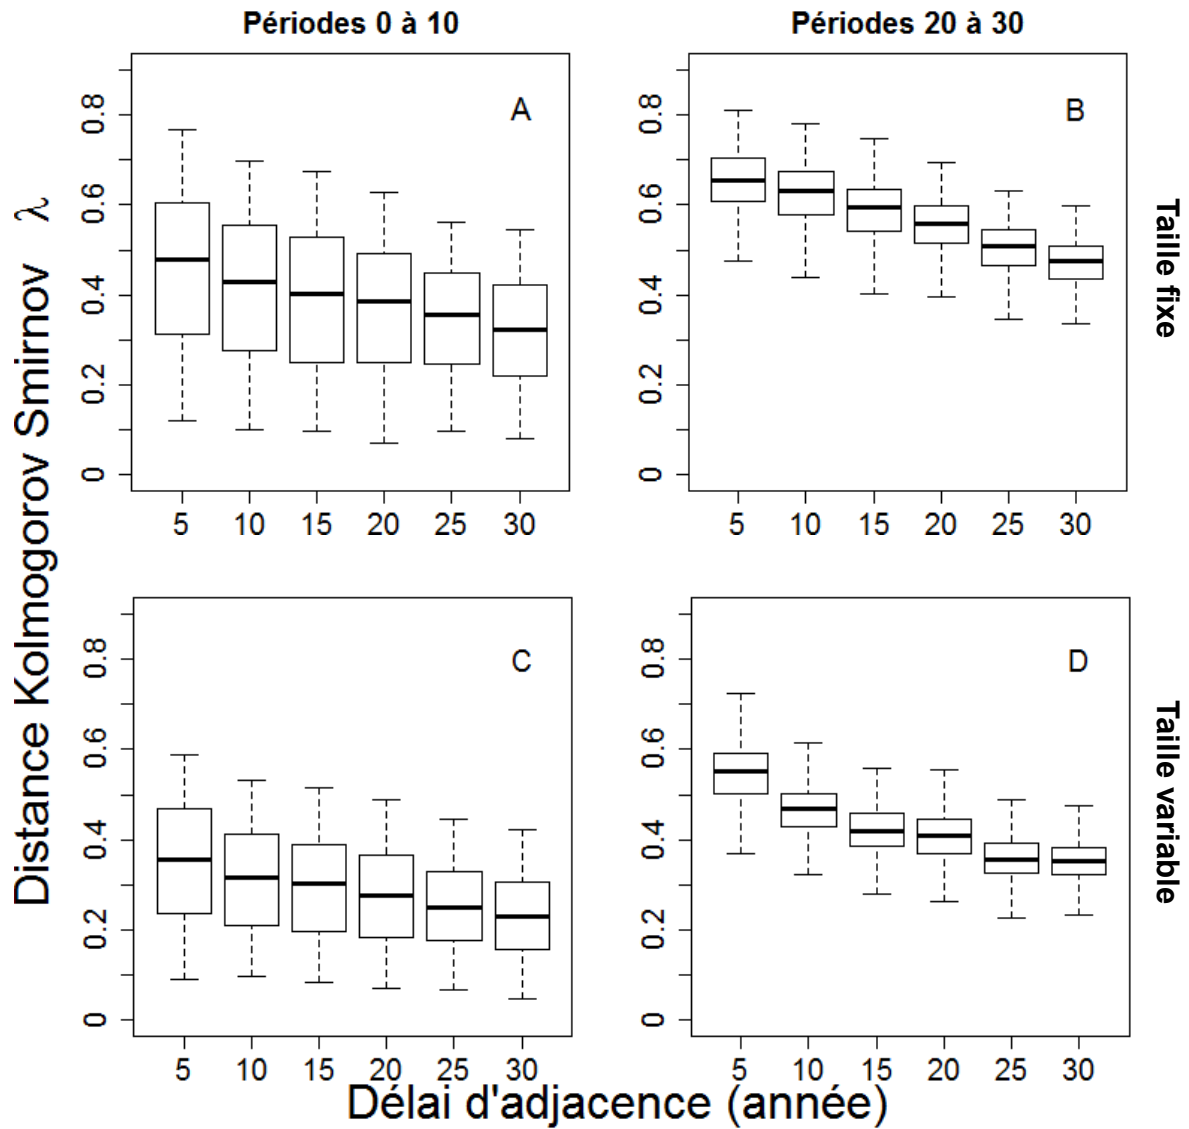 Périodes 0 à 10
Périodes 20 à 30
Distance Kolmogorov Smirnov λ
A
0.8
0.6
0.4
0.2
0
5 10 15 20 25 30
B
0.8
0.6
0.4
0.2
0
5 10 15 20 25 30
Taille fixe
C
0.8
0.6
0.4
0.2
0
5 10 15 20 25 30
D
0.8
0.6
0.4
0.2
0
5 10 15 20 25 30
Taille variable
Délai d'adjacence (année)